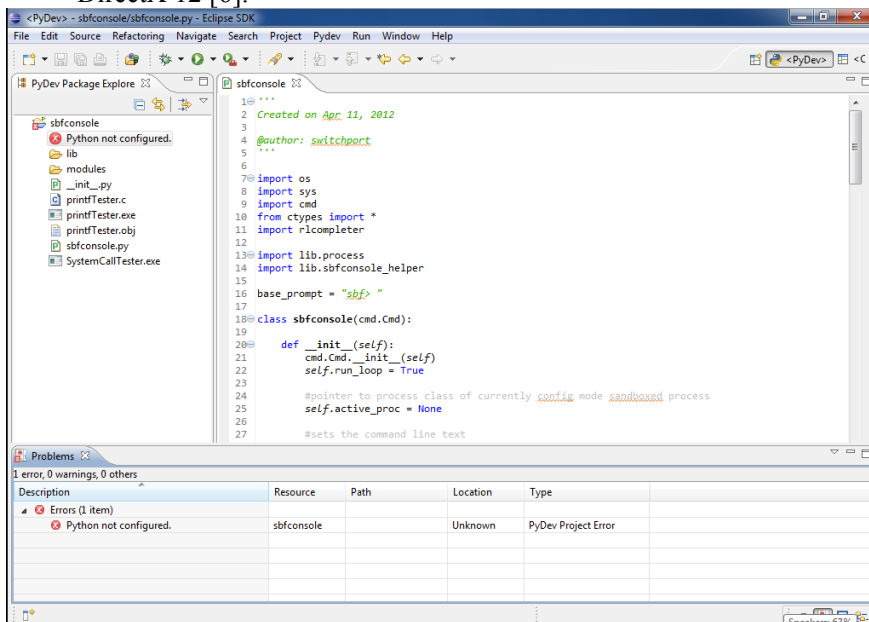 DirectX 12 [6].
<PyDev> - sbfconsole/sbfconsole.py - Eclipse SDK
File Edit Source Refactoring Navigate Search Project Pydev Run Window Help
<PyDev> <C
PyDev Package Explore
sbfconsole
Python not configured.
lib
modules
__init__.py
printfTester.c
printfTester.exe
printfTester.obj
sbfconsole.py
SystemCallTester.exe
sbfconsole
1 '''
2 Created on Apr 11, 2012
3
4 @author: switchport
5 '''
6
7 import os
8 import sys
9 import cmd
10 from ctypes import *
11 import rlcompleter
12
13 import lib.process
14 import lib.sbfconsole_helper
15
16 base_prompt = "sbf> "
17
18 class sbfconsole(cmd.Cmd):
19
20 def __init__(self):
21 cmd.Cmd.__init__(self)
22 self.run_loop = True
23
24 #pointer to process class of currently config mode sandboxed process
25 self.active_proc = None
26
27 #sets the command line text
Problems
1 error, 0 warnings, 0 others
Description Resource Path Location Type
Errors (1 item)
Python not configured. sbfconsole Unknown PyDev Project Error